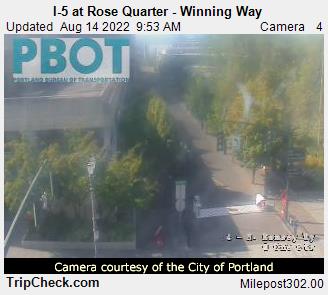 I-5 at Rose Quarter - Winning Way
Updated Aug 14 2022 9:53 AM Camera 4
PBOT
PORTLAND BUREAU OF TRANSPORTATION
Camera courtesy of the City of Portland
TripCheck.com Milepost302.00